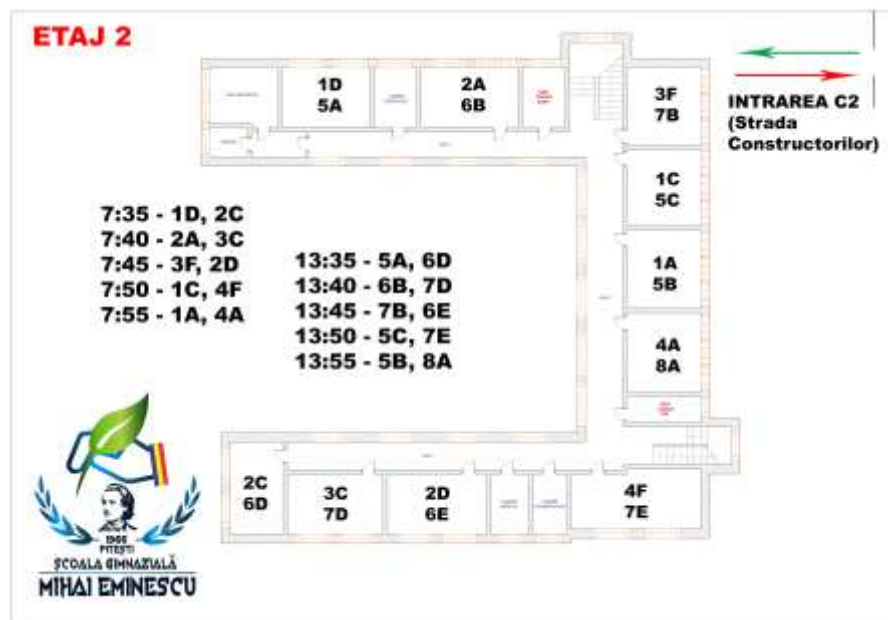 ETAJ 2
1D
5A
2A
6B
3F
7B
INTRAREA C2
(Strada
Constructorilor)
1C
5C
1A
5B
4A
8A
7:35 - 1D, 2C
7:40 - 2A, 3C
7:45 - 3F, 2D
7:50 - 1C, 4F
7:55 - 1A, 4A
13:35 - 5A, 6D
13:40 - 6B, 7D
13:45 - 7B, 6E
13:50 - 5C, 7E
13:55 - 5B, 8A
2C
6D
3C
7D
2D
6E
4F
7E
PITEȘTI
ȘCOALA GIMNAZIALĂ
MIHAI EMINESCU